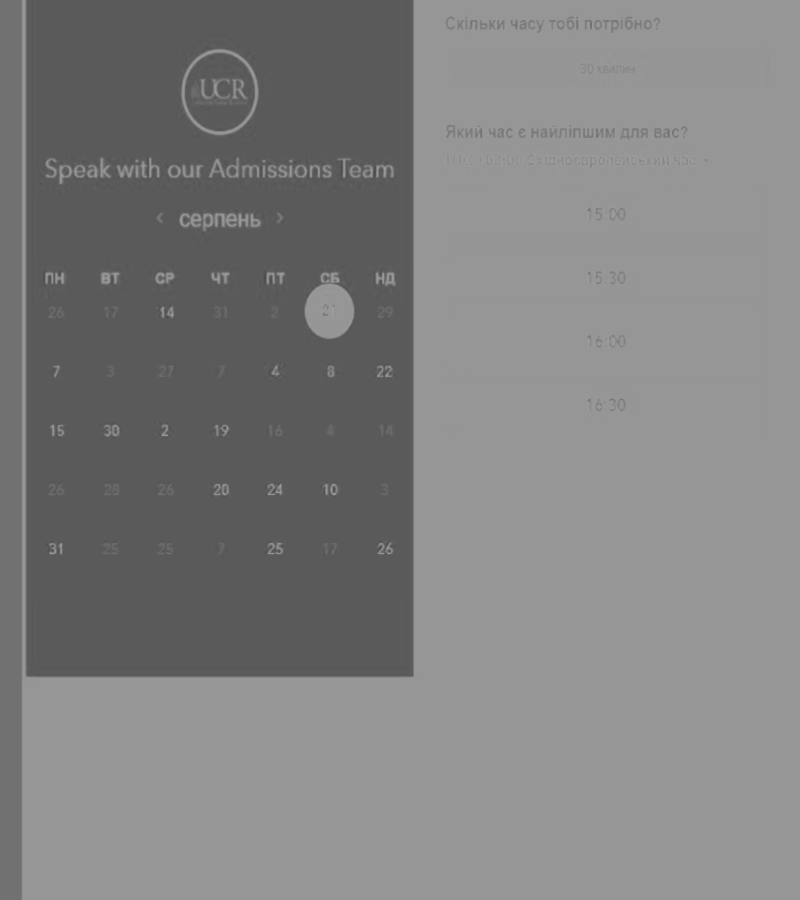 UCR
Speak with our Admissions Team
серпень
ПН ВТ СР ЧТ ПТ СБ НД
26 17 14 31 2 21 29
7 3 27 7 4 8 22
15 30 2 19 16 4 14
26 28 26 20 24 10 3
31 25 25 7 25 17 26
Скільки часу тобі потрібно?
30 хвилин
Який час є найліпшим для вас?
Східноєвропейський час
15:00
15:30
16:00
16:30